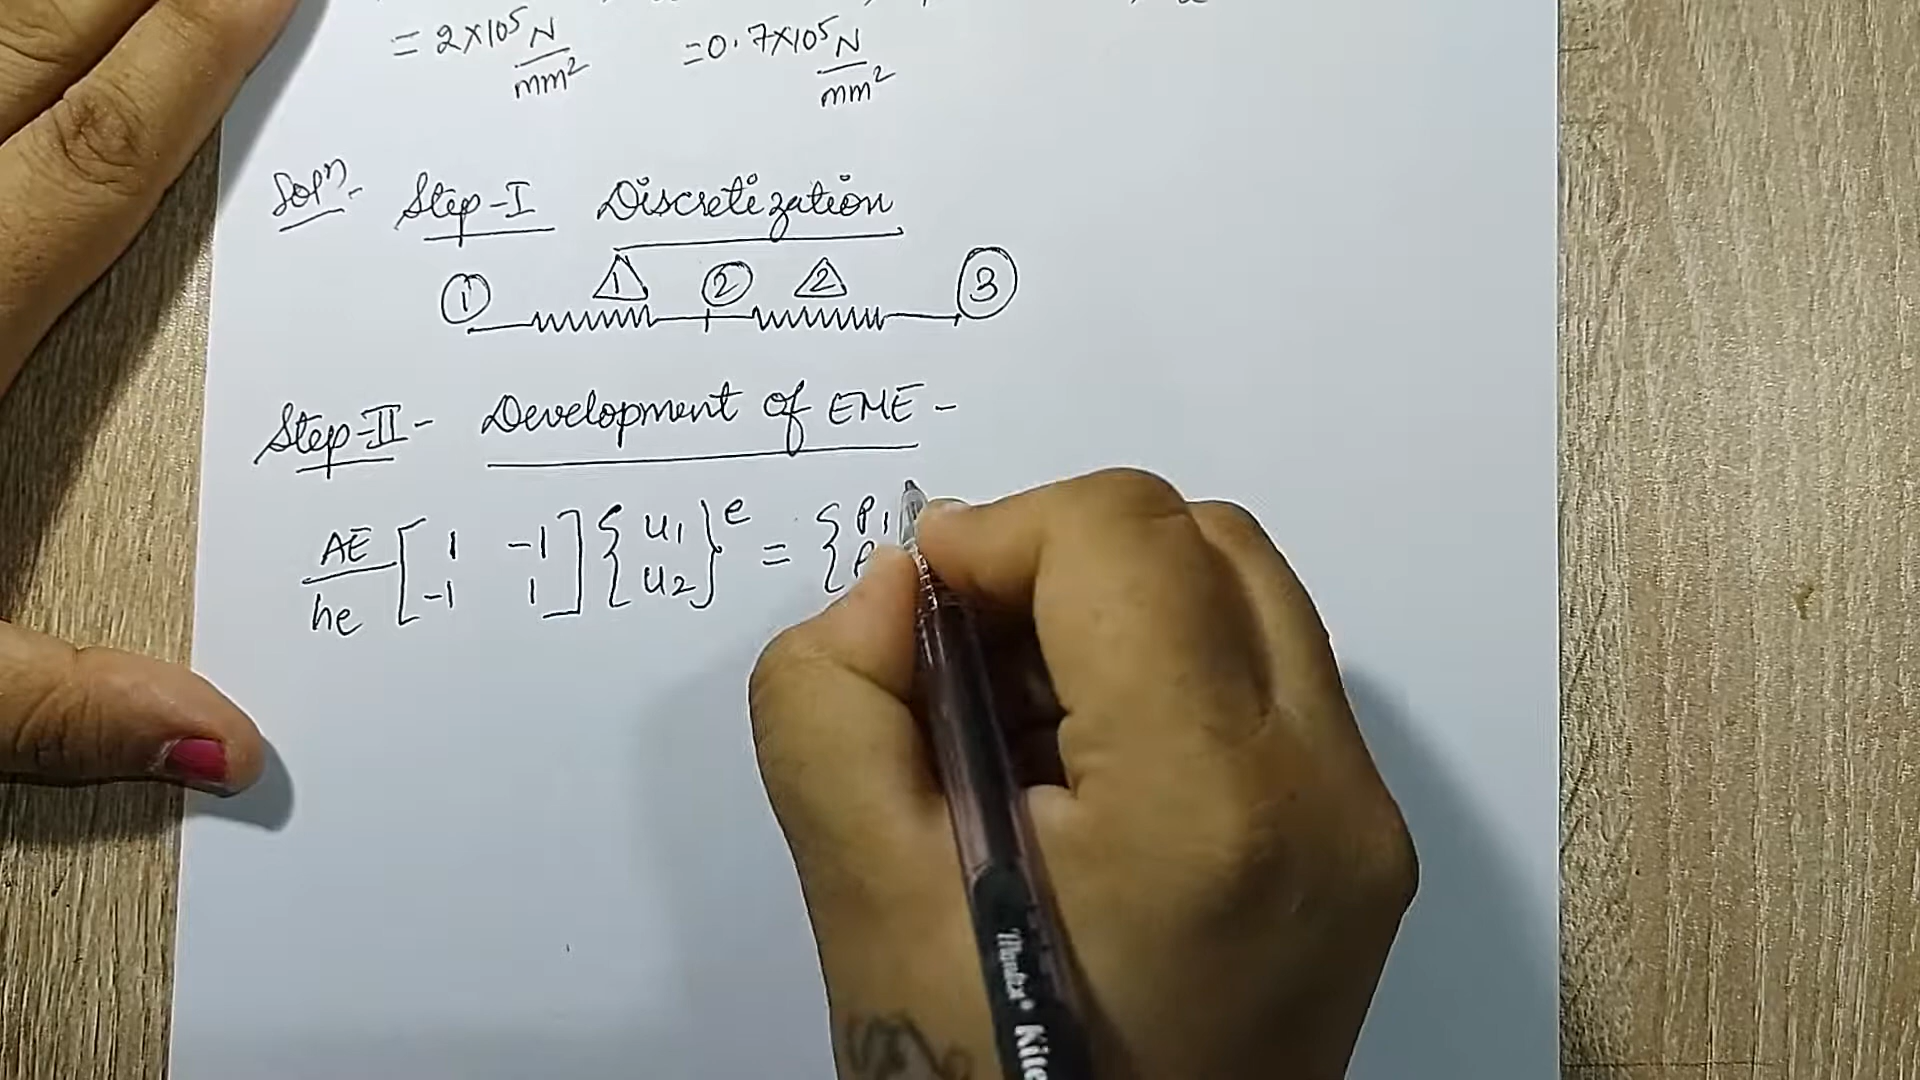 = 2×10⁵ N/mm² =0.7×10⁵ N/mm²
Solⁿ- Step-I Discretization
① △1 ② △2 ③
Step-II- Development of EME -
AE/he [1 -1; -1 1] {u₁; u₂}ᵉ = {P₁
Kite